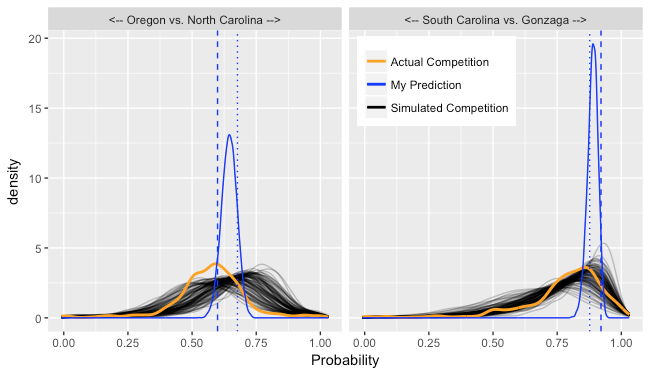 <-- Oregon vs. North Carolina -->
<-- South Carolina vs. Gonzaga -->
20
15
10
5
0
density
Actual Competition
My Prediction
Simulated Competition
0.00 0.25 0.50 0.75 1.00
0.00 0.25 0.50 0.75 1.00
Probability